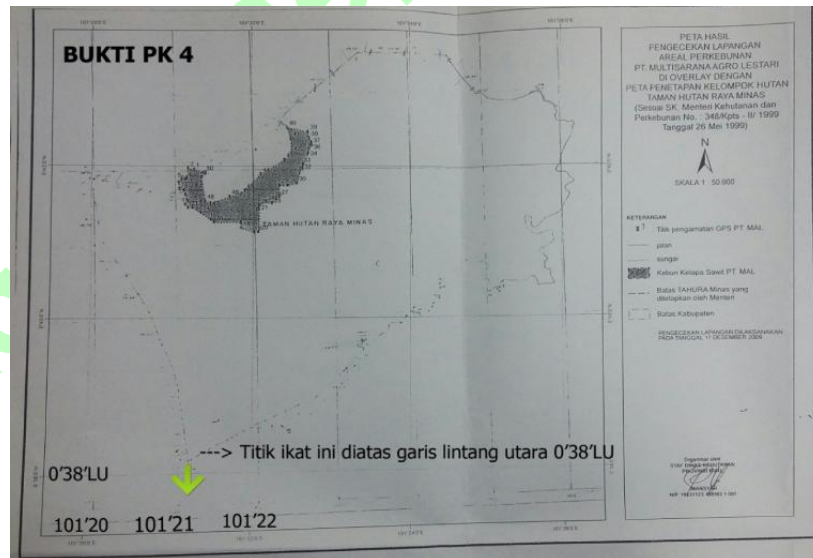 BUKTI PK 4
TAMAN HUTAN RAYA MINAS
---> Titik ikat ini diatas garis lintang utara 0'38'LU
0'38'LU
101'20 101'21 101'22
PETA HASIL
PENGECEKAN LAPANGAN
AREAL PERKEBUNAN
PT. MULTISARANA AGRO LESTARI
DI OVERLAY DENGAN
PETA PENETAPAN KELOMPOK HUTAN
TAMAN HUTAN RAYA MINAS
(Sesuai SK. Menteri Kehutanan dan
Perkebunan No. : 348/Kpts - II/ 1999
Tanggal 26 Mei 1999)
N
SKALA 1 : 50.000
KETERANGAN
Titik pengamatan GPS PT. MAL
jalan
sungai
Kebun Kelapa Sawit PT. MAL
Batas TAHURA Minas yang
ditetapkan oleh Menteri
Batas Kabupaten
PENGECEKAN LAPANGAN DILAKSANAKAN
PADA TANGGAL 17 DESEMBER 2009
Digambar oleh